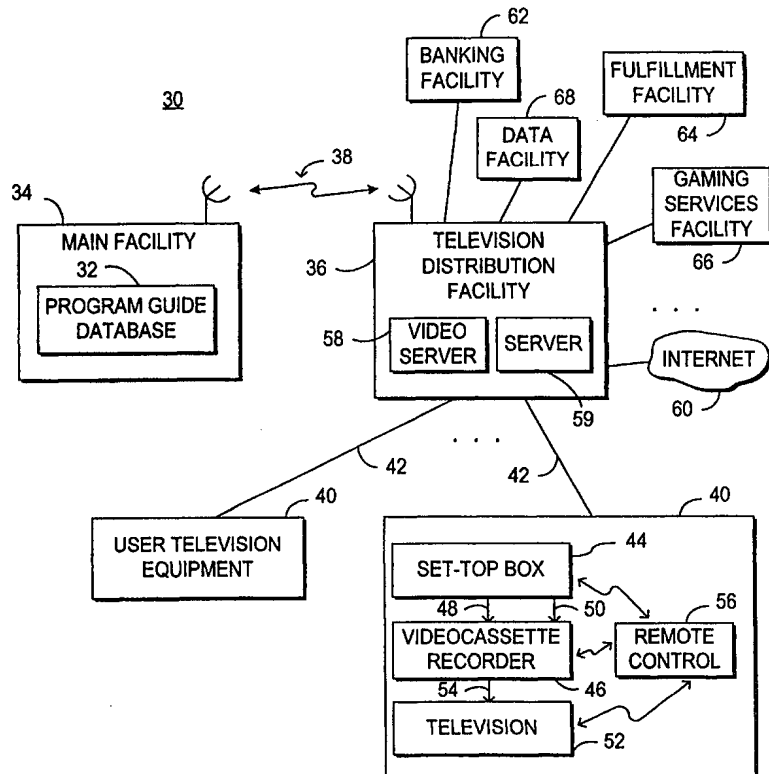 62
BANKING
FACILITY
FULFILLMENT
FACILITY
64
30
68
DATA
FACILITY
38
GAMING
SERVICES
FACILITY
66
34
MAIN FACILITY
32
PROGRAM GUIDE
DATABASE
36
TELEVISION
DISTRIBUTION
FACILITY
58
VIDEO
SERVER
SERVER
59
. . .
INTERNET
60
42
. . .
42
40
USER TELEVISION
EQUIPMENT
40
SET-TOP BOX
44
48
50
56
VIDEOCASSETTE
RECORDER
REMOTE
CONTROL
54
46
TELEVISION
52